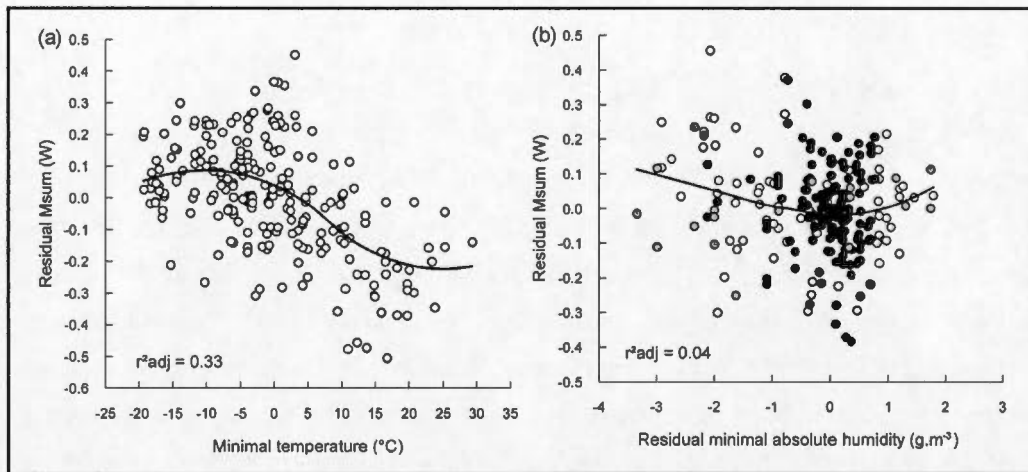 (a)
0.5
0.4
0.3
0.2
0.1
0.0
-0.1
-0.2
-0.3
-0.4
-0.5
-0.6
Residual Msum (W)
r²adj = 0.33
-25 -20 -15 -10 -5 0 5 10 15 20 25 30 35
Minimal temperature (°C)
(b)
0.5
0.4
0.3
0.2
0.1
0.0
-0.1
-0.2
-0.3
-0.4
-0.5
Residual Msum (W)
r²adj = 0.04
-4 -3 -2 -1 0 1 2 3
Residual minimal absolute humidity (g.m⁻³)